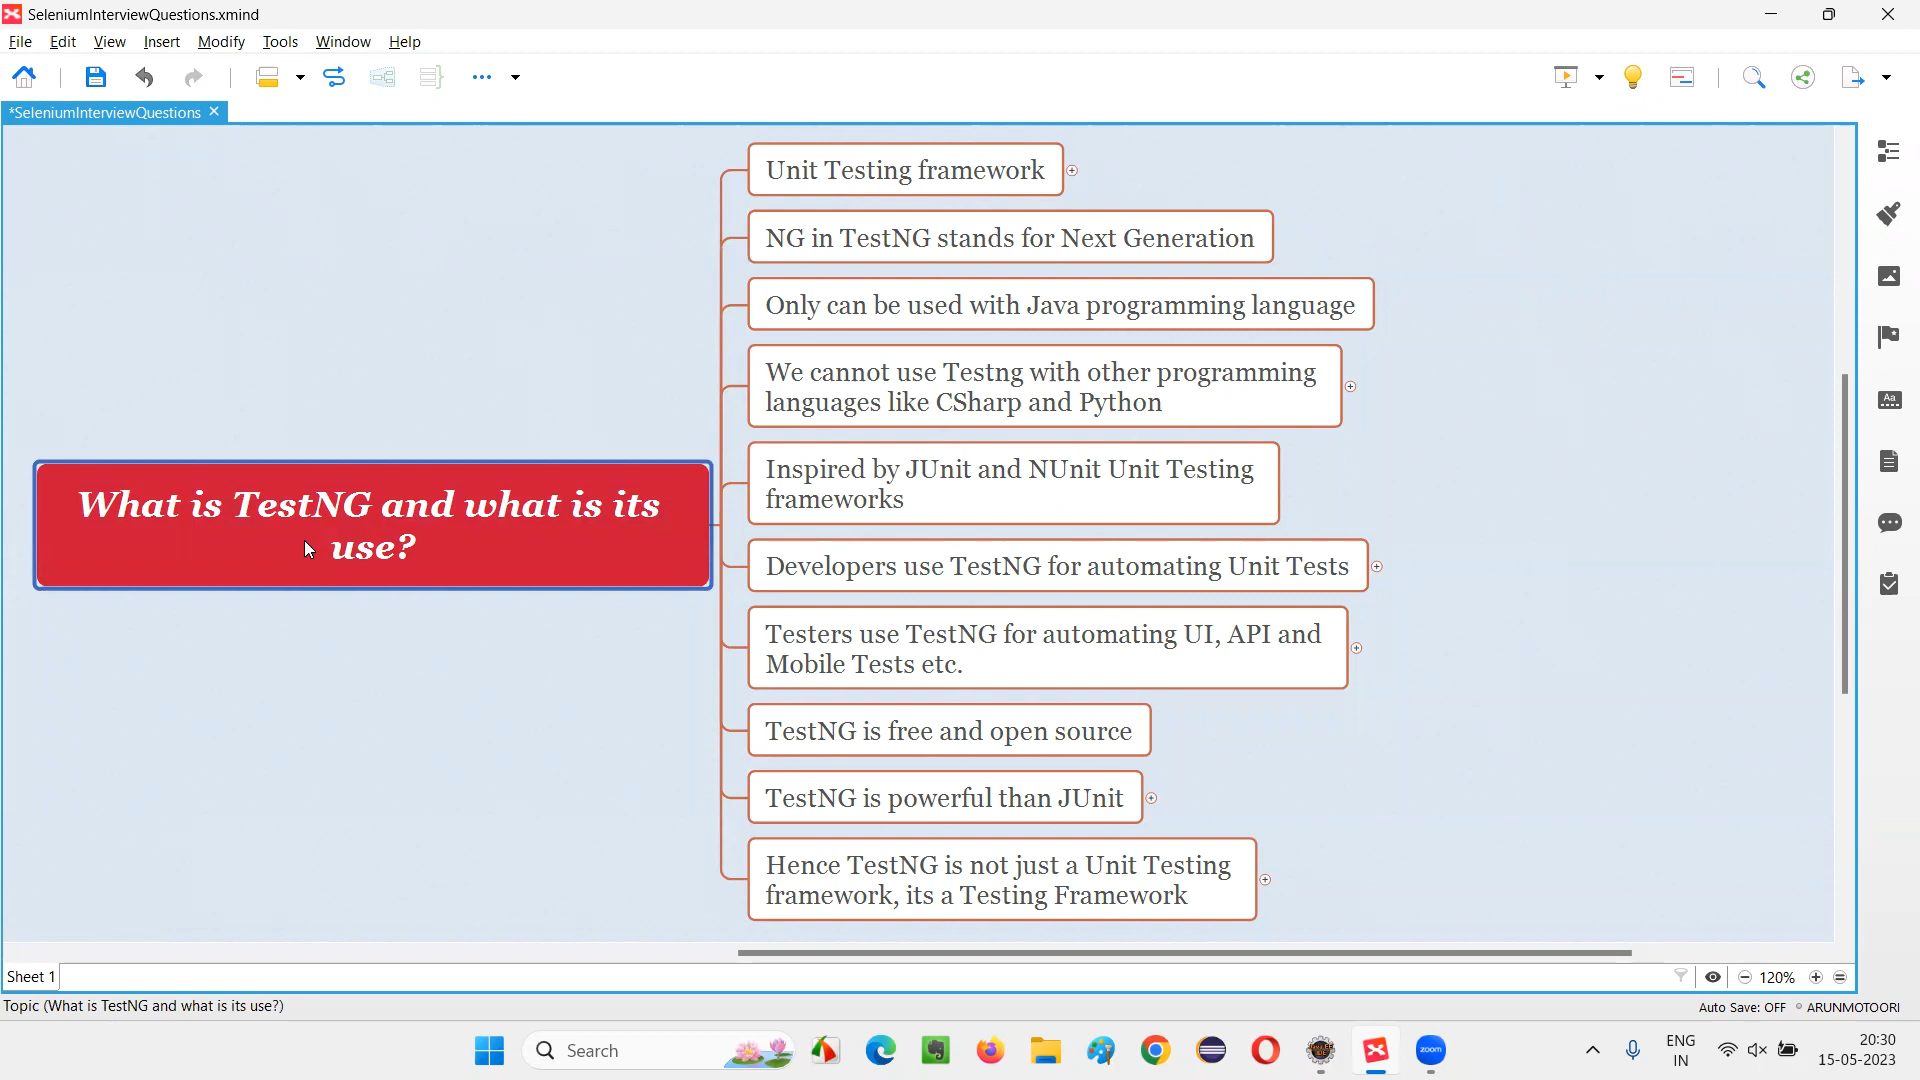 SeleniumInterviewQuestions.xmind
File Edit View Insert Modify Tools Window Help
*SeleniumInterviewQuestions
Unit Testing framework
NG in TestNG stands for Next Generation
Only can be used with Java programming language
We cannot use Testng with other programming
languages like CSharp and Python
Inspired by JUnit and NUnit Unit Testing
frameworks
What is TestNG and what is its
use?
Developers use TestNG for automating Unit Tests
Testers use TestNG for automating UI, API and
Mobile Tests etc.
TestNG is free and open source
TestNG is powerful than JUnit
Hence TestNG is not just a Unit Testing
framework, its a Testing Framework
Sheet 1
120%
Topic (What is TestNG and what is its use?)
Auto Save: OFF ARUNMOTOORI
Search
zoom
ENG
IN
20:30
15-05-2023